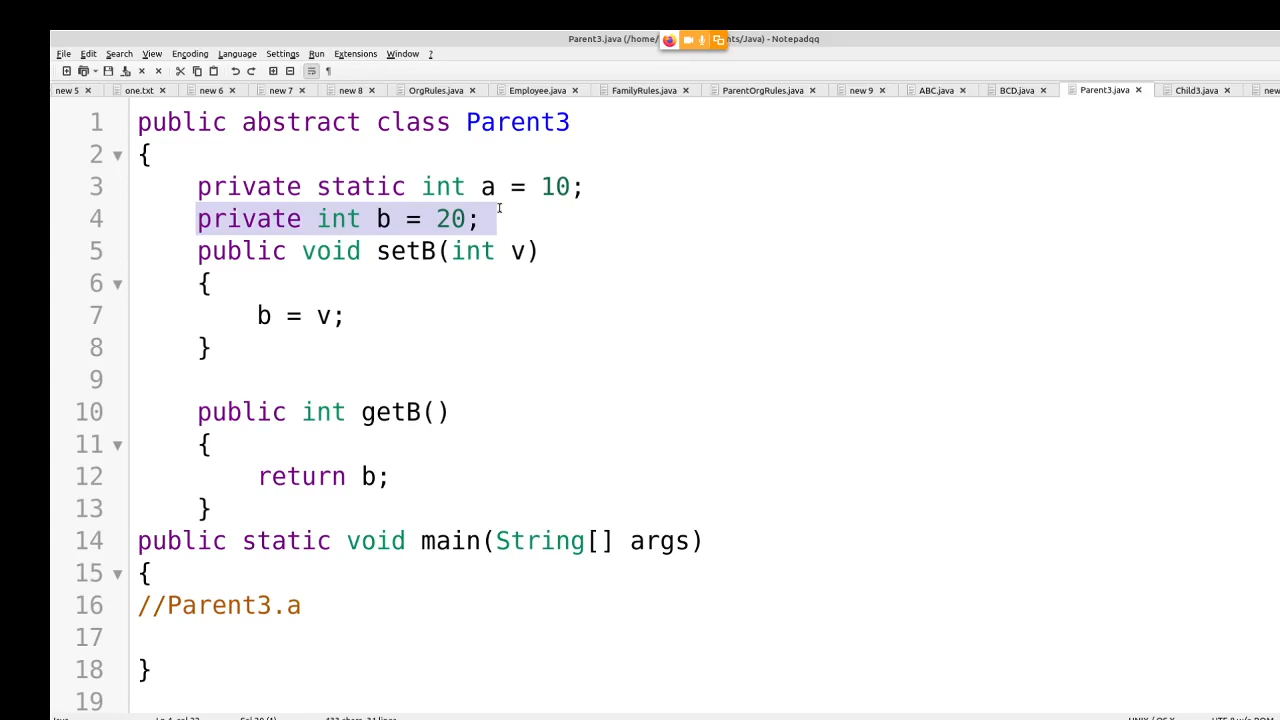 Parent3.java (/home/ nts/Java) - Notepadqq
File Edit Search View Encoding Language Settings Run Extensions Window ?
new 5 one.txt new 6 new 7 new 8 OrgRules.java Employee.java FamilyRules.java ParentOrgRules.java new 9 ABC.java BCD.java Parent3.java Child3.java new
1 public abstract class Parent3
2 {
3 private static int a = 10;
4 private int b = 20;
5 public void setB(int v)
6 {
7 b = v;
8 }
9
10 public int getB()
11 {
12 return b;
13 }
14 public static void main(String[] args)
15 {
16 //Parent3.a
17
18 }
19